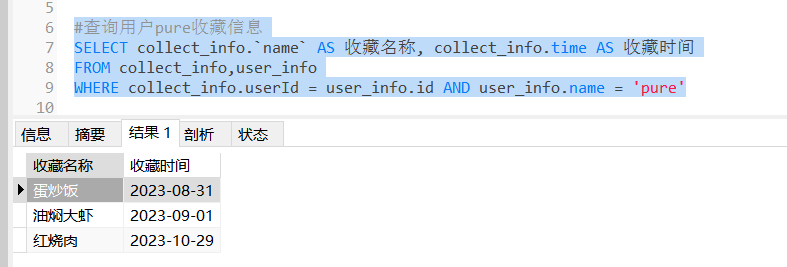 5
6 #查询用户pure收藏信息
7 SELECT collect_info.`name` AS 收藏名称, collect_info.time AS 收藏时间
8 FROM collect_info,user_info
9 WHERE collect_info.userId = user_info.id AND user_info.name = 'pure'
10
信息 摘要 结果 1 剖析 状态
收藏名称 收藏时间
蛋炒饭 2023-08-31
油焖大虾 2023-09-01
红烧肉 2023-10-29